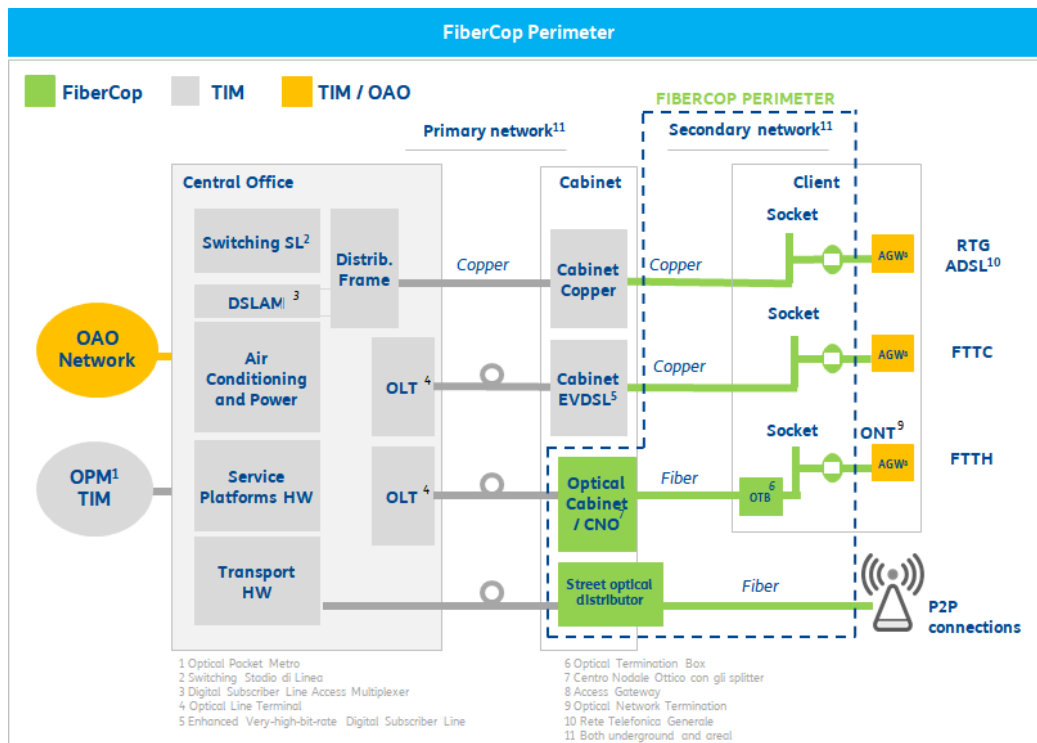 FiberCop Perimeter
FiberCop
TIM
TIM / OAO
FIBERCOP PERIMETER
Primary network11
Secondary network11
Central Office
Cabinet
Client
Switching SL2
DSLAM 3
Distrib.
Frame
Air
Conditioning
and Power
Service
Platforms HW
Transport
HW
OLT 4
OLT 4
OAO
Network
OPM1
TIM
Copper
Cabinet
Copper
Copper
Socket
AGW8
RTG
ADSL10
Cabinet
EVDSL5
Copper
Socket
AGW8
FTTC
Optical
Cabinet
/ CNO7
Fiber
OTB 6
Socket
ONT9
AGW8
FTTH
Street optical
distributor
Fiber
P2P
connections
1 Optical Packet Metro
2 Switching Stadio di Linea
3 Digital Subscriber Line Access Multiplexer
4 Optical Line Terminal
5 Enhanced Very-high-bit-rate Digital Subscriber Line
6 Optical Termination Box
7 Centro Nodale Ottico con gli splitter
8 Access Gateway
9 Optical Network Termination
10 Rete Telefonica Generale
11 Both underground and areal